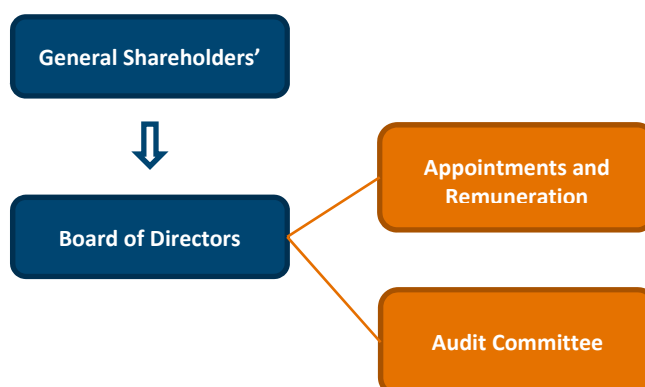 General Shareholders’
Appointments and
Remuneration
Board of Directors
Audit Committee